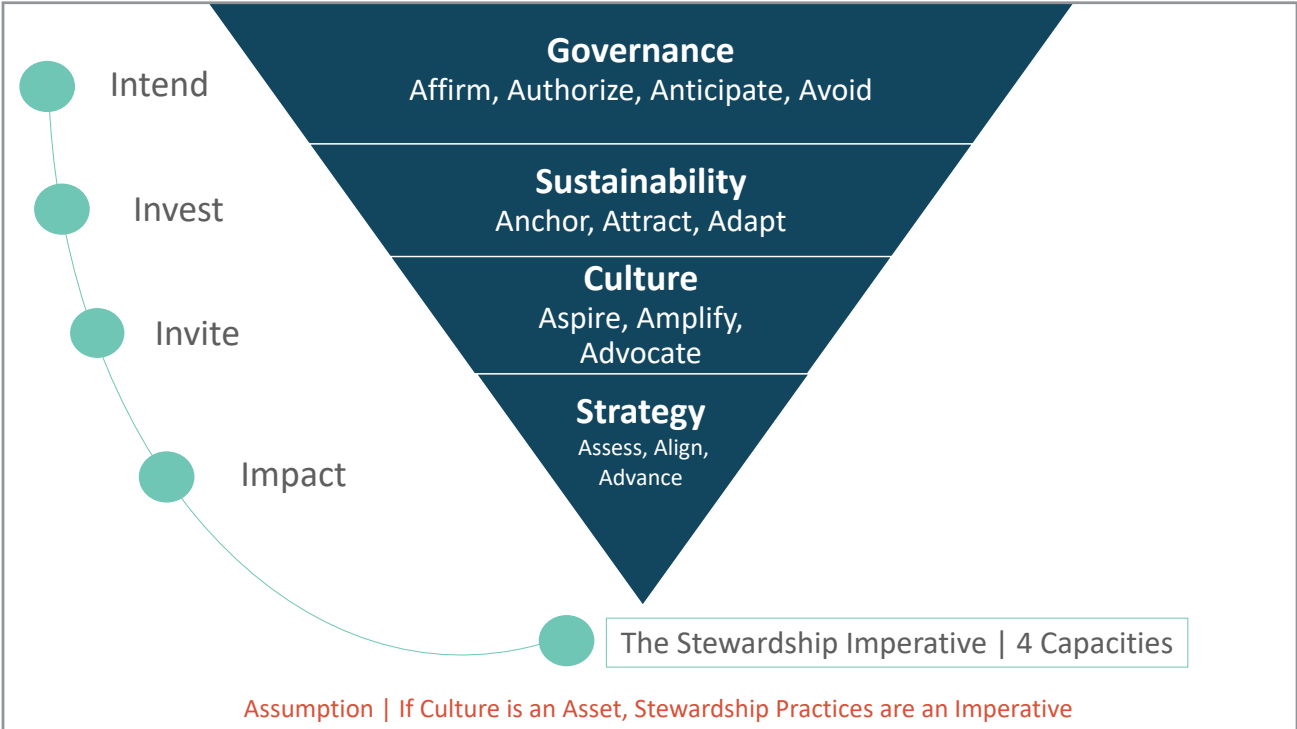 Intend
Governance
Affirm, Authorize, Anticipate, Avoid
Invest
Sustainability
Anchor, Attract, Adapt
Invite
Culture
Aspire, Amplify,
Advocate
Impact
Strategy
Assess, Align,
Advance
The Stewardship Imperative | 4 Capacities
Assumption | If Culture is an Asset, Stewardship Practices are an Imperative